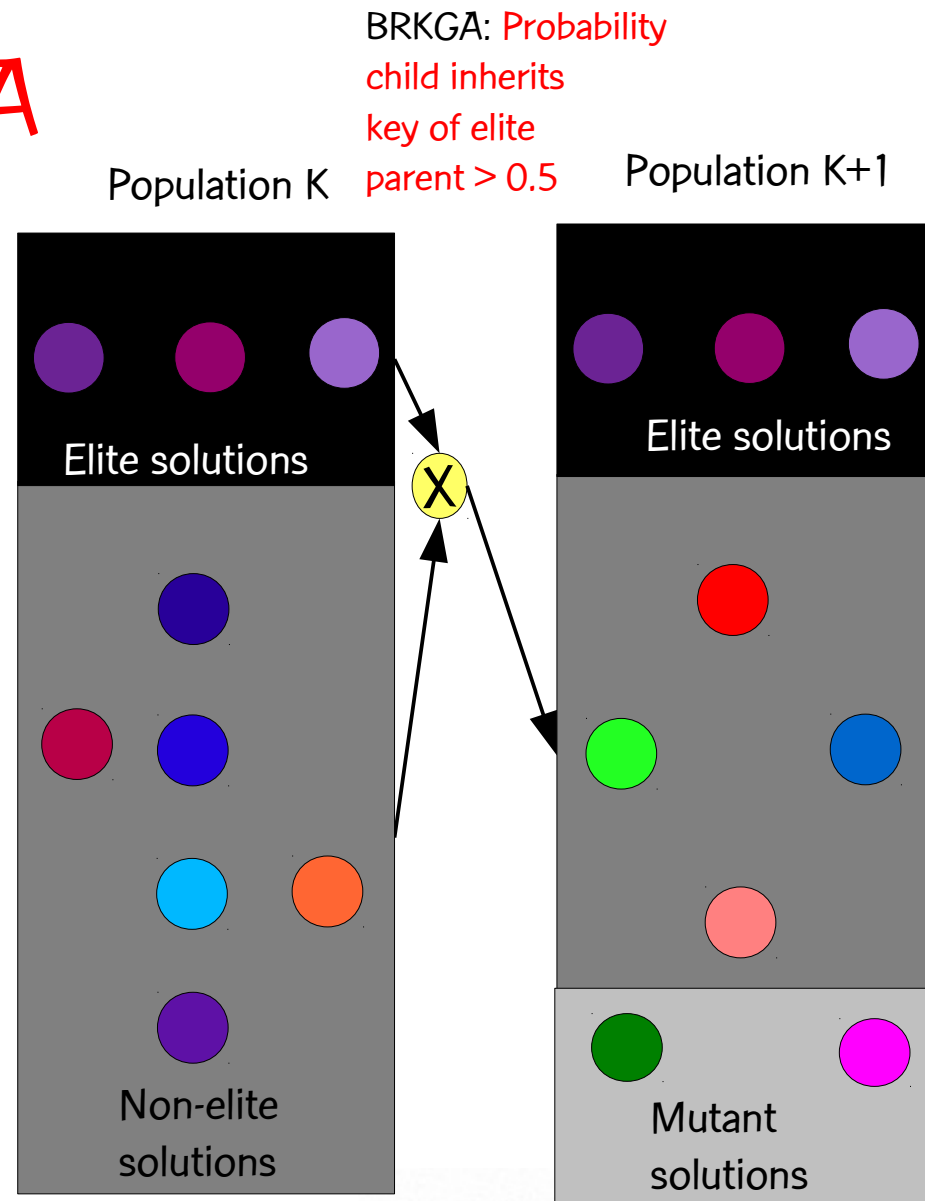 A
BRKGA: Probability
child inherits
key of elite
parent > 0.5
Population K
Population K+1
Elite solutions
Elite solutions
X
Non-elite
solutions
Mutant
solutions